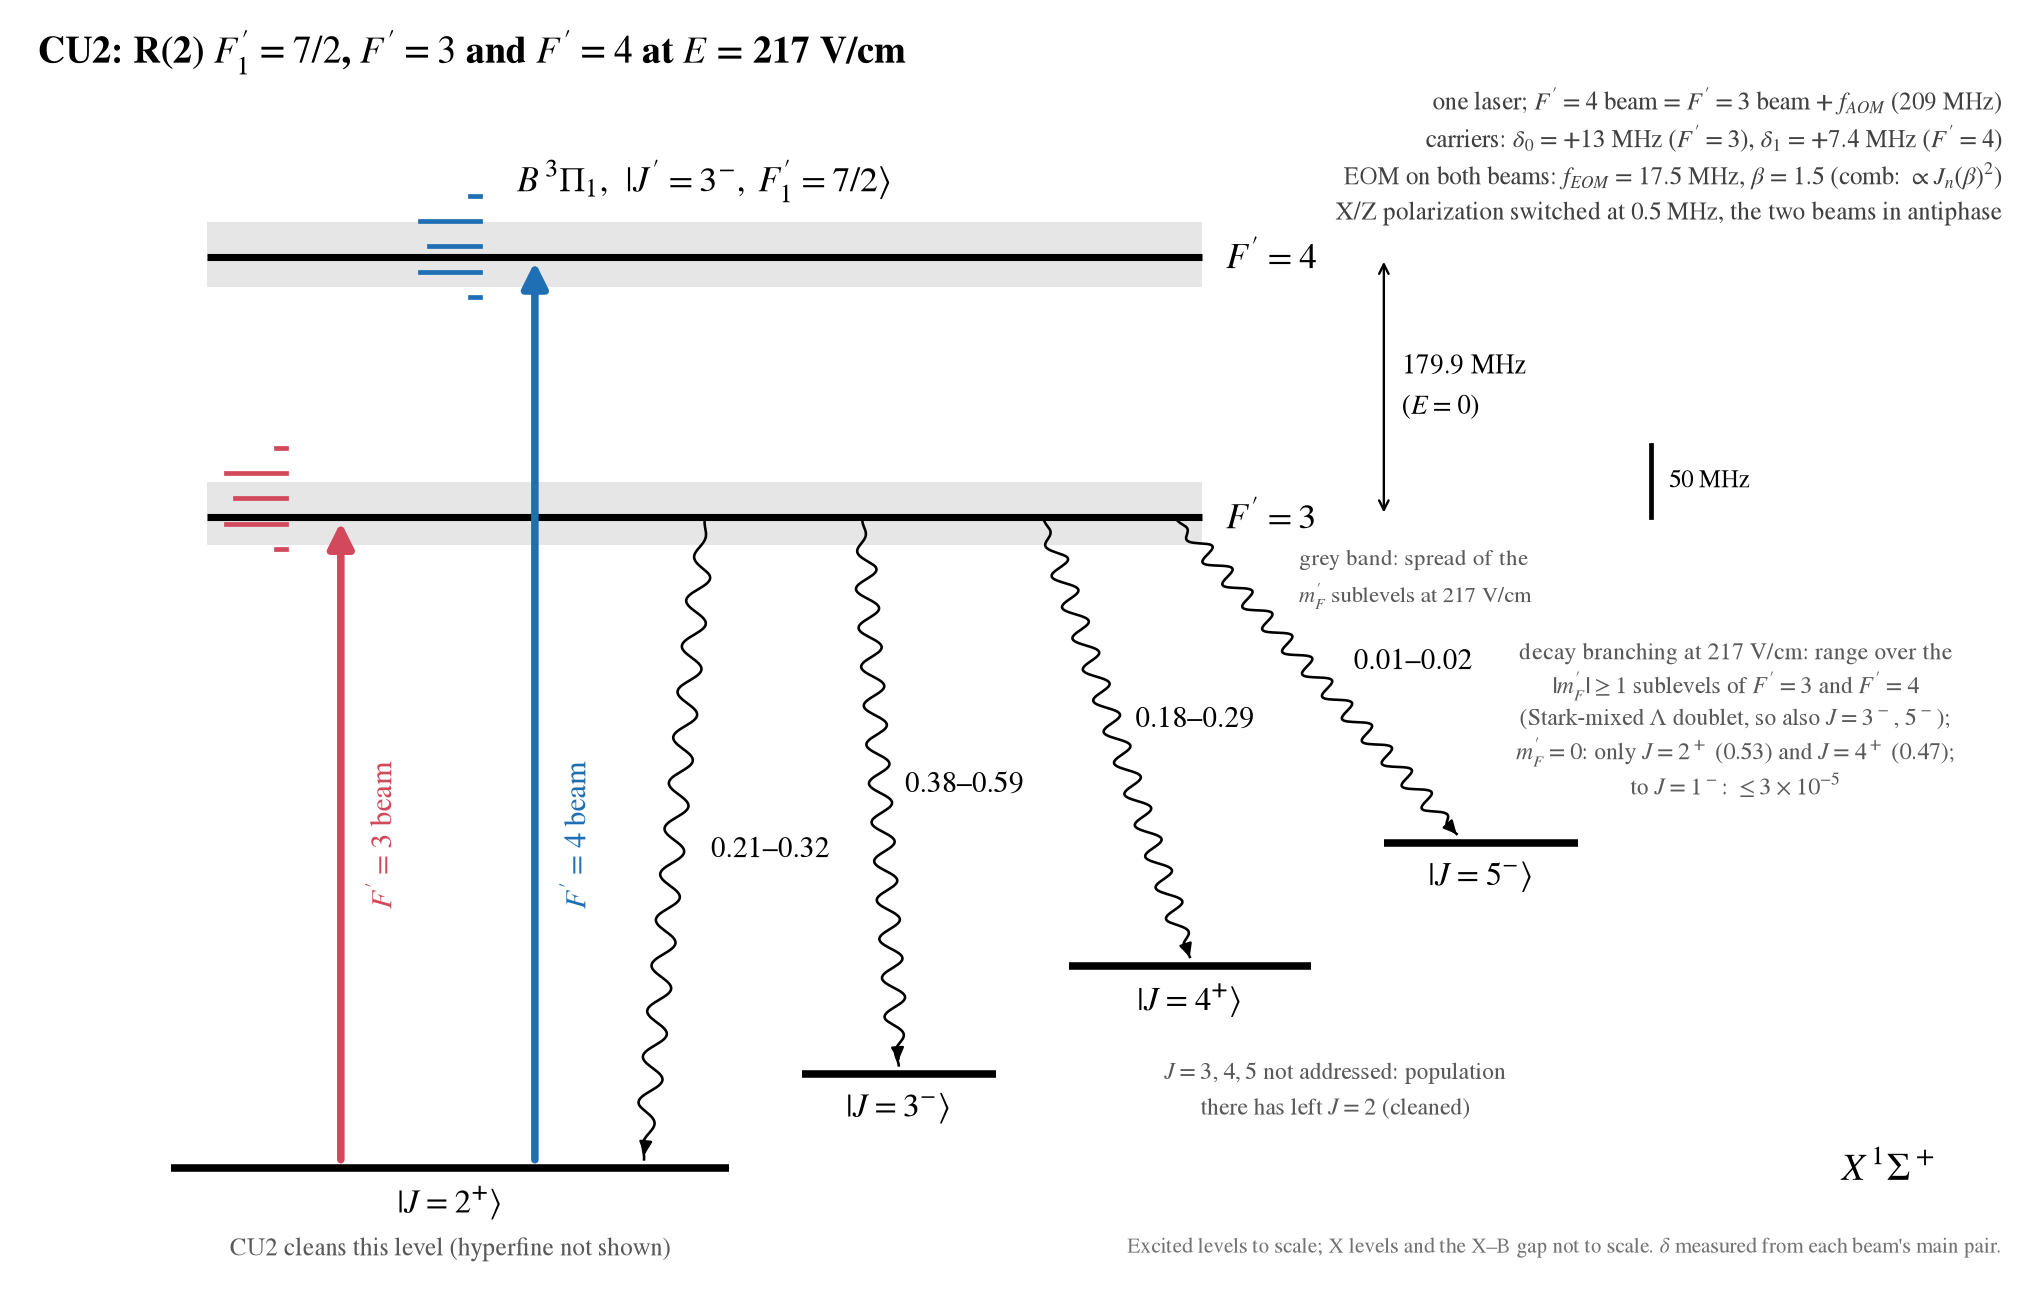 CU2: R(2) F₁′ = 7/2, F′ = 3 and F′ = 4 at E = 217 V/cm
one laser; F′ = 4 beam = F′ = 3 beam + f_AOM (209 MHz)
carriers: δ₀ = +13 MHz (F′ = 3), δ₁ = +7.4 MHz (F′ = 4)
EOM on both beams: f_EOM = 17.5 MHz, β = 1.5 (comb: ∝ Jₙ(β)²)
X/Z polarization switched at 0.5 MHz, the two beams in antiphase
B ³Π₁, |J′ = 3⁻, F₁′ = 7/2⟩
F′ = 4
179.9 MHz
(E = 0)
50 MHz
F′ = 3
grey band: spread of the
m_F′ sublevels at 217 V/cm
decay branching at 217 V/cm: range over the
|m_F′| ≥ 1 sublevels of F′ = 3 and F′ = 4
(Stark-mixed Λ doublet, so also J = 3⁻, 5⁻);
m_F′ = 0: only J = 2⁺ (0.53) and J = 4⁺ (0.47);
to J = 1⁻: ≤ 3 × 10⁻⁵
0.01–0.02
0.18–0.29
0.38–0.59
0.21–0.32
F′ = 3 beam
F′ = 4 beam
|J = 5⁻⟩
|J = 4⁺⟩
|J = 3⁻⟩
J = 3, 4, 5 not addressed: population
there has left J = 2 (cleaned)
X ¹Σ⁺
|J = 2⁺⟩
CU2 cleans this level (hyperfine not shown)
Excited levels to scale; X levels and the X–B gap not to scale. δ measured from each beam's main pair.